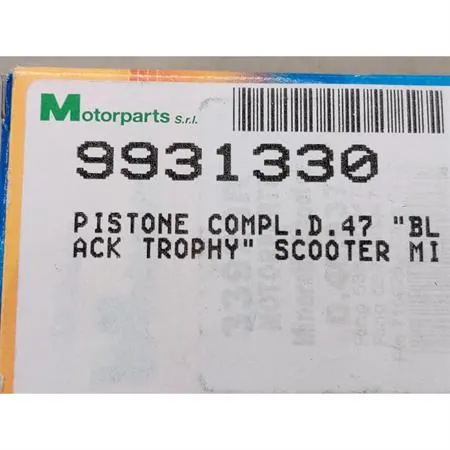 Motorparts S.r.l.
9931330
PISTONE COMPL.D.47 "BL
ACK TROPHY" SCOOTER MI